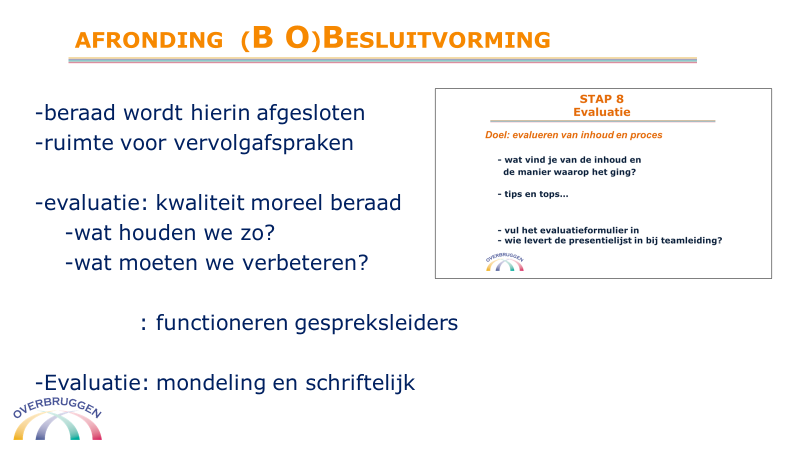 AFRONDING (B O)BESLUITVORMING
-beraad wordt hierin afgesloten
-ruimte voor vervolgafspraken
-evaluatie: kwaliteit moreel beraad
-wat houden we zo?
-wat moeten we verbeteren?
: functioneren gespreksleiders
-Evaluatie: mondeling en schriftelijk
OVERBRUGGEN
STAP 8
Evaluatie
Doel: evalueren van inhoud en proces
- wat vind je van de inhoud en
de manier waarop het ging?
- tips en tops...
- vul het evaluatieformulier in
- wie levert de presentielijst in bij teamleiding?
OVERBRUGGEN